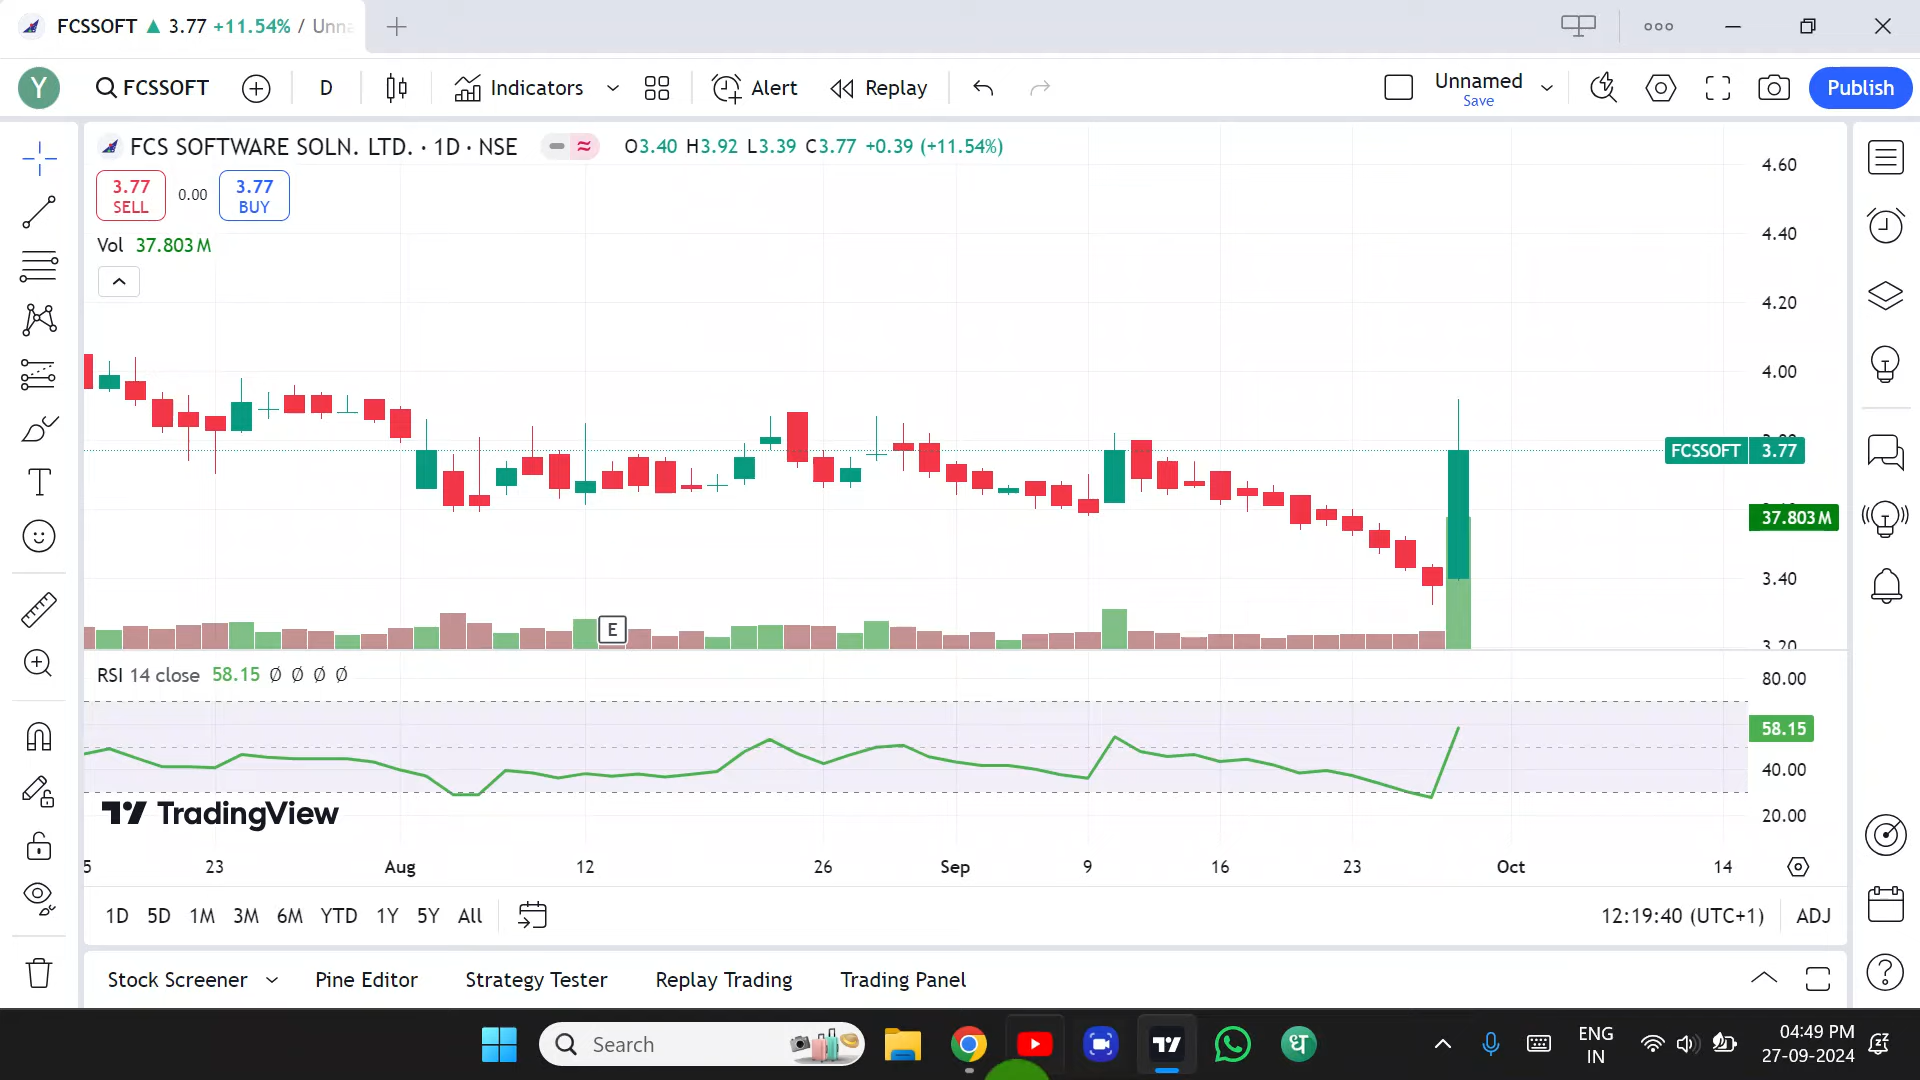 FCSSOFT ▲ 3.77 +11.54% / Unna
Y
FCSSOFT
D
Indicators
Alert
Replay
Unnamed
Save
Publish
FCS SOFTWARE SOLN. LTD. · 1D · NSE
O3.40 H3.92 L3.39 C3.77 +0.39 (+11.54%)
3.77
SELL
0.00
3.77
BUY
Vol 37.803 M
4.60
4.40
4.20
4.00
FCSSOFT 3.77
37.803 M
3.40
3.20
E
RSI 14 close 58.15 Ø Ø Ø Ø
80.00
58.15
40.00
20.00
TradingView
5 23 Aug 12 26 Sep 9 16 23 Oct 14
1D 5D 1M 3M 6M YTD 1Y 5Y All
12:19:40 (UTC+1) ADJ
Stock Screener Pine Editor Strategy Tester Replay Trading Trading Panel
Search
ध
ENG
IN
04:49 PM
27-09-2024